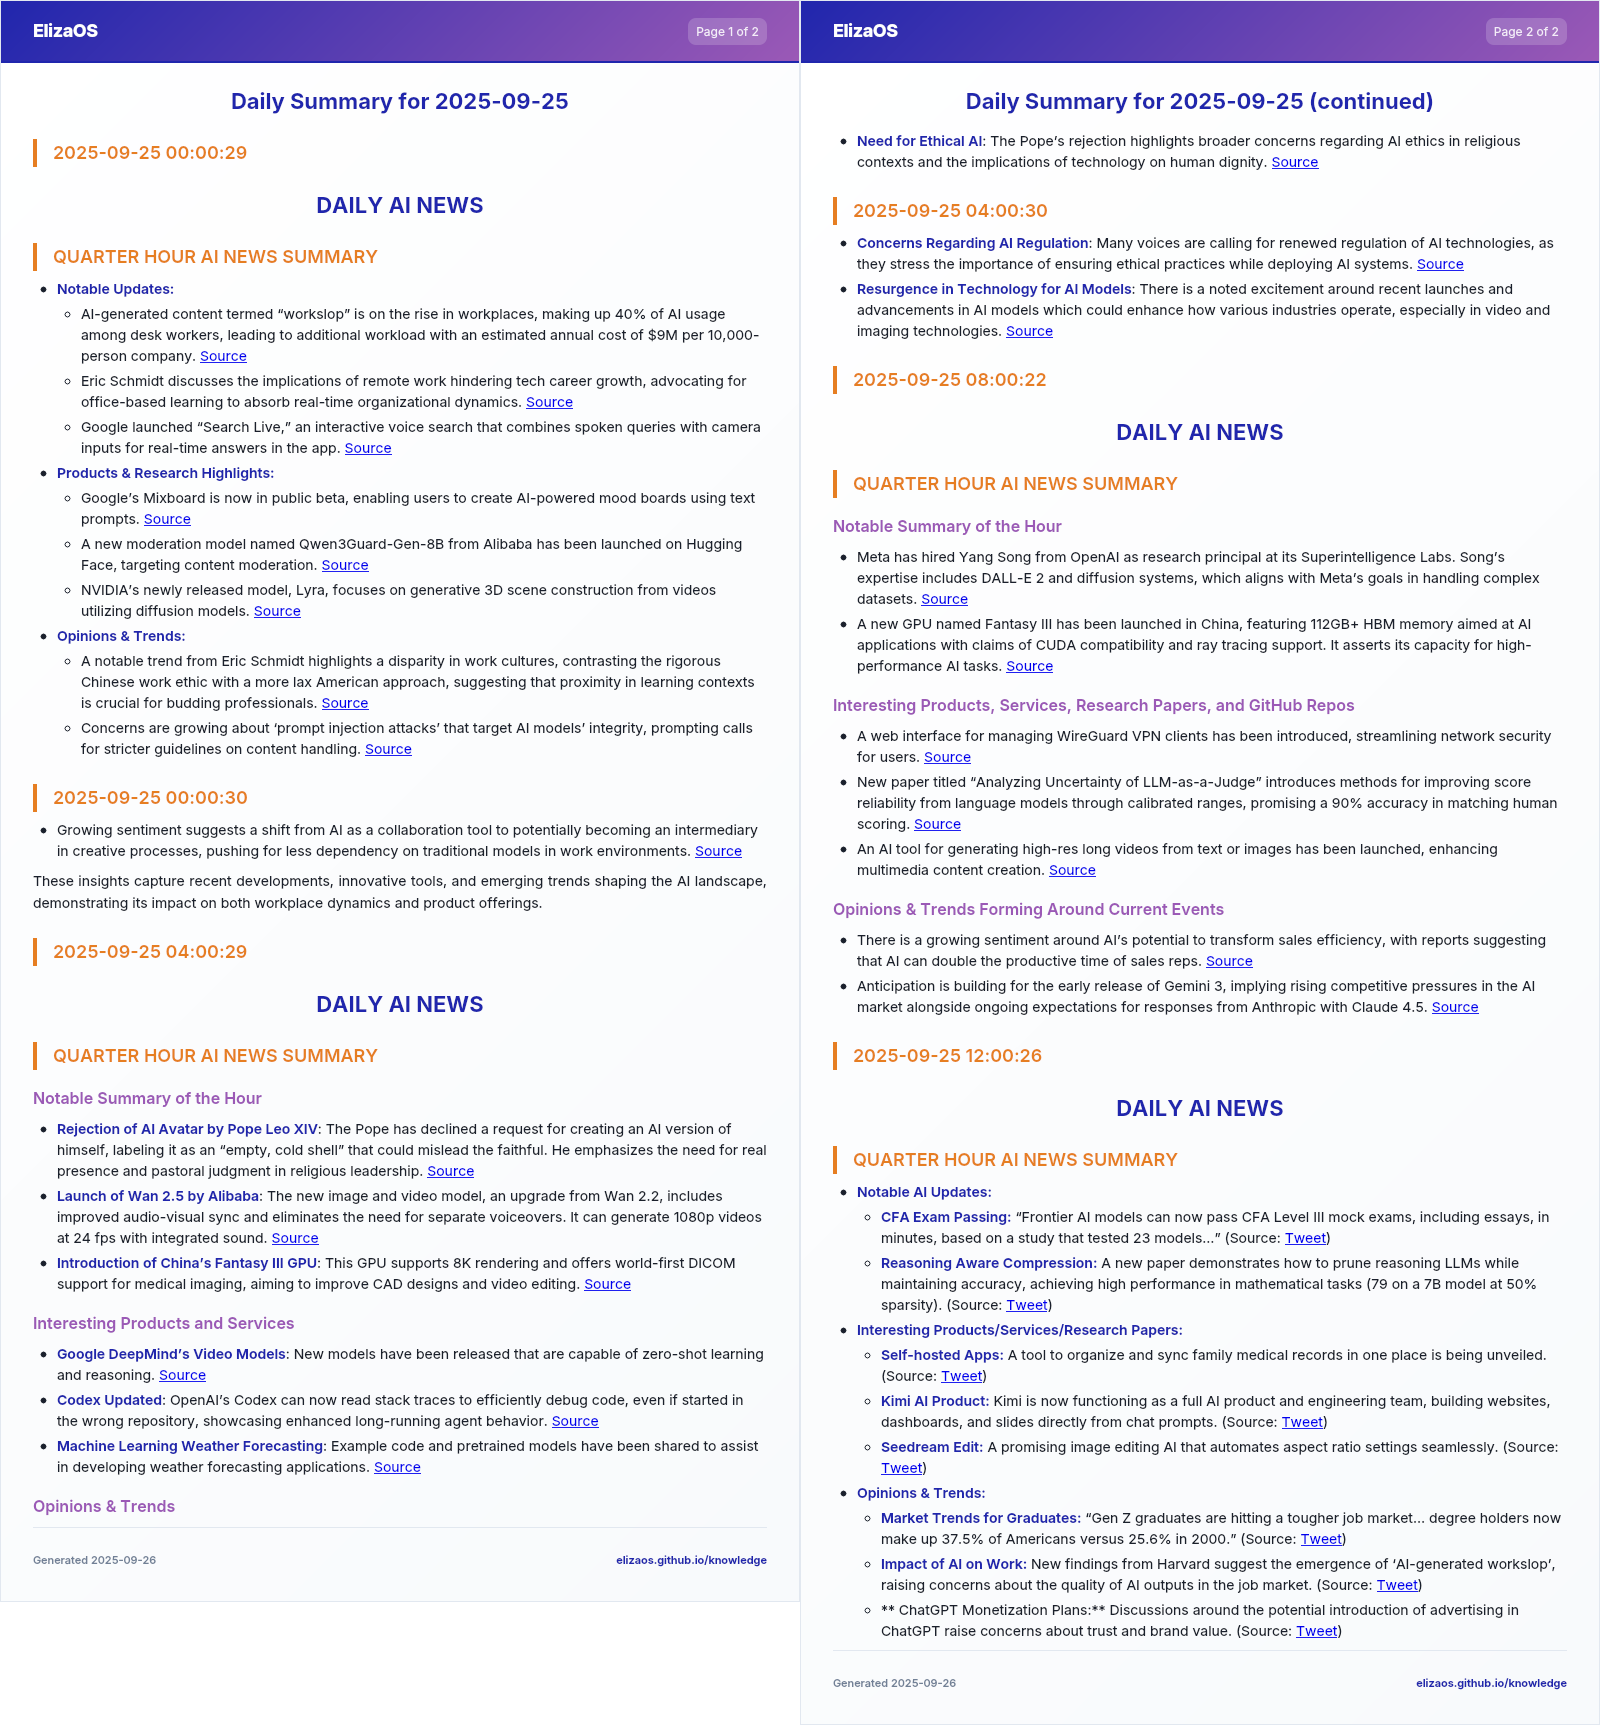 ElizaOS
Page 1 of 2
Daily Summary for 2025-09-25
2025-09-25 00:00:29
DAILY AI NEWS
QUARTER HOUR AI NEWS SUMMARY
• Notable Updates:
◦ AI-generated content termed “workslop” is on the rise in workplaces, making up 40% of AI usage
among desk workers, leading to additional workload with an estimated annual cost of $9M per 10,000-
person company. Source
◦ Eric Schmidt discusses the implications of remote work hindering tech career growth, advocating for
office-based learning to absorb real-time organizational dynamics. Source
◦ Google launched “Search Live,” an interactive voice search that combines spoken queries with camera
inputs for real-time answers in the app. Source
• Products & Research Highlights:
◦ Google’s Mixboard is now in public beta, enabling users to create AI-powered mood boards using text
prompts. Source
◦ A new moderation model named Qwen3Guard-Gen-8B from Alibaba has been launched on Hugging
Face, targeting content moderation. Source
◦ NVIDIA’s newly released model, Lyra, focuses on generative 3D scene construction from videos
utilizing diffusion models. Source
• Opinions & Trends:
◦ A notable trend from Eric Schmidt highlights a disparity in work cultures, contrasting the rigorous
Chinese work ethic with a more lax American approach, suggesting that proximity in learning contexts
is crucial for budding professionals. Source
◦ Concerns are growing about ‘prompt injection attacks’ that target AI models’ integrity, prompting calls
for stricter guidelines on content handling. Source
2025-09-25 00:00:30
• Growing sentiment suggests a shift from AI as a collaboration tool to potentially becoming an intermediary
in creative processes, pushing for less dependency on traditional models in work environments. Source
These insights capture recent developments, innovative tools, and emerging trends shaping the AI landscape,
demonstrating its impact on both workplace dynamics and product offerings.
2025-09-25 04:00:29
DAILY AI NEWS
QUARTER HOUR AI NEWS SUMMARY
Notable Summary of the Hour
• Rejection of AI Avatar by Pope Leo XIV: The Pope has declined a request for creating an AI version of
himself, labeling it as an “empty, cold shell” that could mislead the faithful. He emphasizes the need for real
presence and pastoral judgment in religious leadership. Source
• Launch of Wan 2.5 by Alibaba: The new image and video model, an upgrade from Wan 2.2, includes
improved audio-visual sync and eliminates the need for separate voiceovers. It can generate 1080p videos
at 24 fps with integrated sound. Source
• Introduction of China’s Fantasy III GPU: This GPU supports 8K rendering and offers world-first DICOM
support for medical imaging, aiming to improve CAD designs and video editing. Source
Interesting Products and Services
• Google DeepMind’s Video Models: New models have been released that are capable of zero-shot learning
and reasoning. Source
• Codex Updated: OpenAI’s Codex can now read stack traces to efficiently debug code, even if started in
the wrong repository, showcasing enhanced long-running agent behavior. Source
• Machine Learning Weather Forecasting: Example code and pretrained models have been shared to assist
in developing weather forecasting applications. Source
Opinions & Trends
Generated 2025-09-26
elizaos.github.io/knowledge
ElizaOS
Page 2 of 2
Daily Summary for 2025-09-25 (continued)
• Need for Ethical AI: The Pope’s rejection highlights broader concerns regarding AI ethics in religious
contexts and the implications of technology on human dignity. Source
2025-09-25 04:00:30
• Concerns Regarding AI Regulation: Many voices are calling for renewed regulation of AI technologies, as
they stress the importance of ensuring ethical practices while deploying AI systems. Source
• Resurgence in Technology for AI Models: There is a noted excitement around recent launches and
advancements in AI models which could enhance how various industries operate, especially in video and
imaging technologies. Source
2025-09-25 08:00:22
DAILY AI NEWS
QUARTER HOUR AI NEWS SUMMARY
Notable Summary of the Hour
• Meta has hired Yang Song from OpenAI as research principal at its Superintelligence Labs. Song’s
expertise includes DALL-E 2 and diffusion systems, which aligns with Meta’s goals in handling complex
datasets. Source
• A new GPU named Fantasy III has been launched in China, featuring 112GB+ HBM memory aimed at AI
applications with claims of CUDA compatibility and ray tracing support. It asserts its capacity for high-
performance AI tasks. Source
Interesting Products, Services, Research Papers, and GitHub Repos
• A web interface for managing WireGuard VPN clients has been introduced, streamlining network security
for users. Source
• New paper titled “Analyzing Uncertainty of LLM-as-a-Judge” introduces methods for improving score
reliability from language models through calibrated ranges, promising a 90% accuracy in matching human
scoring. Source
• An AI tool for generating high-res long videos from text or images has been launched, enhancing
multimedia content creation. Source
Opinions & Trends Forming Around Current Events
• There is a growing sentiment around AI’s potential to transform sales efficiency, with reports suggesting
that AI can double the productive time of sales reps. Source
• Anticipation is building for the early release of Gemini 3, implying rising competitive pressures in the AI
market alongside ongoing expectations for responses from Anthropic with Claude 4.5. Source
2025-09-25 12:00:26
DAILY AI NEWS
QUARTER HOUR AI NEWS SUMMARY
• Notable AI Updates:
◦ CFA Exam Passing: “Frontier AI models can now pass CFA Level III mock exams, including essays, in
minutes, based on a study that tested 23 models…” (Source: Tweet)
◦ Reasoning Aware Compression: A new paper demonstrates how to prune reasoning LLMs while
maintaining accuracy, achieving high performance in mathematical tasks (79 on a 7B model at 50%
sparsity). (Source: Tweet)
• Interesting Products/Services/Research Papers:
◦ Self-hosted Apps: A tool to organize and sync family medical records in one place is being unveiled.
(Source: Tweet)
◦ Kimi AI Product: Kimi is now functioning as a full AI product and engineering team, building websites,
dashboards, and slides directly from chat prompts. (Source: Tweet)
◦ Seedream Edit: A promising image editing AI that automates aspect ratio settings seamlessly. (Source:
Tweet)
• Opinions & Trends:
◦ Market Trends for Graduates: “Gen Z graduates are hitting a tougher job market… degree holders now
make up 37.5% of Americans versus 25.6% in 2000.” (Source: Tweet)
◦ Impact of AI on Work: New findings from Harvard suggest the emergence of ‘AI-generated workslop’,
raising concerns about the quality of AI outputs in the job market. (Source: Tweet)
◦ ** ChatGPT Monetization Plans:** Discussions around the potential introduction of advertising in
ChatGPT raise concerns about trust and brand value. (Source: Tweet)
Generated 2025-09-26
elizaos.github.io/knowledge